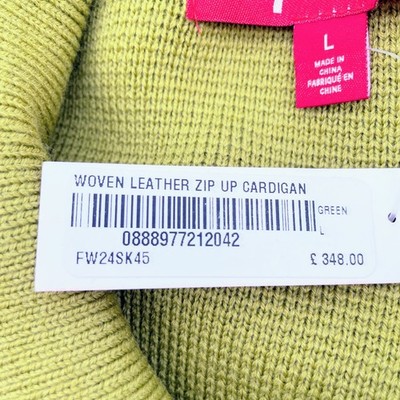 L
MADE IN
CHINA
FABRIQUÉ EN
CHINE
WOVEN LEATHER ZIP UP CARDIGAN
GREEN
L
0888977212042
FW24SK45
£ 348.00